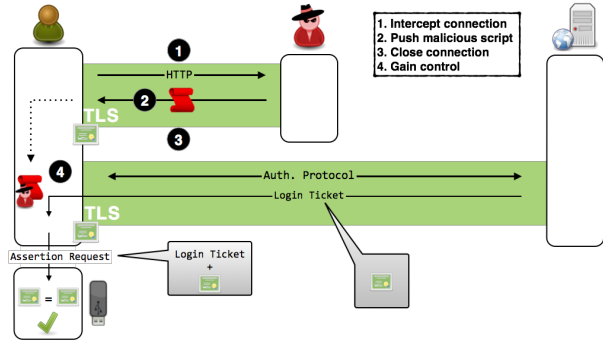 1
1. Intercept connection
2. Push malicious script
3. Close connection
4. Gain control
HTTP
2
TLS
3
4
Auth. Protocol
Login Ticket
TLS
Assertion Request
Login Ticket
+
=